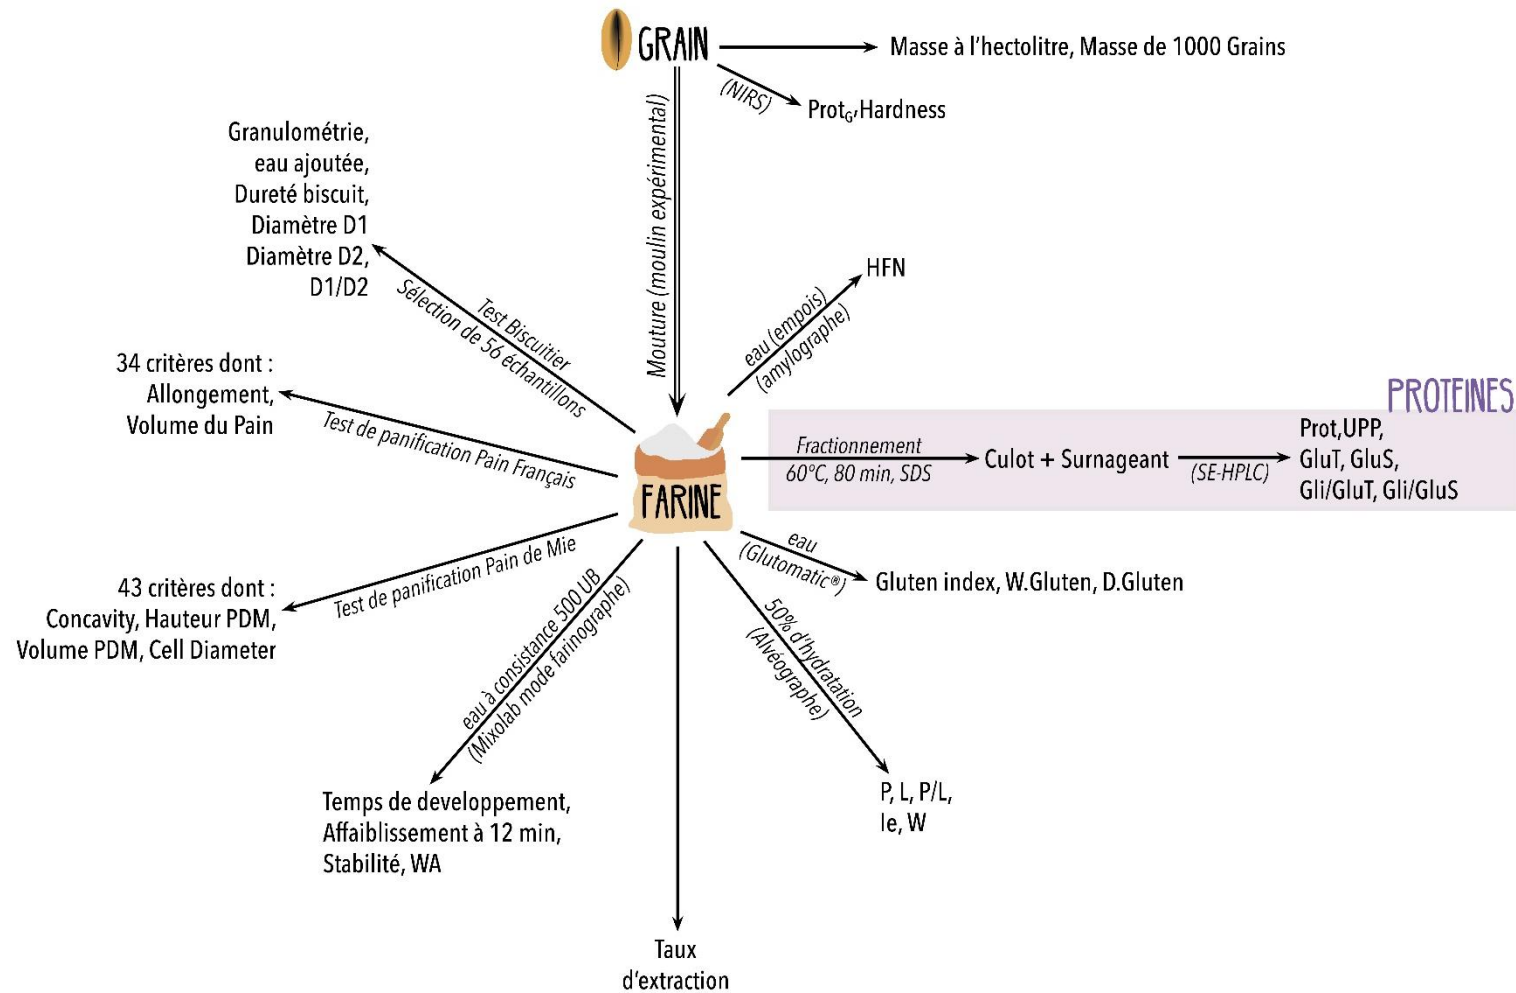 GRAIN
Masse à l'hectolitre, Masse de 1000 Grains
(NIRS)
ProtG,Hardness
Mouture (moulin expérimental)
Granulométrie,
eau ajoutée,
Dureté biscuit,
Diamètre D1
Diamètre D2,
D1/D2
Test Biscuitier
Sélection de 56 échantillons
HFN
eau (empois)
(amylographe)
34 critères dont :
Allongement,
Volume du Pain
Test de panification Pain Français
PROTEINES
Fractionnement
60°C, 80 min, SDS
Culot + Surnageant
(SE-HPLC)
Prot,UPP,
GluT, GluS,
Gli/GluT, Gli/GluS
FARINE
eau
(Glutomatic®)
Gluten index, W.Gluten, D.Gluten
Test de panification Pain de Mie
43 critères dont :
Concavity, Hauteur PDM,
Volume PDM, Cell Diameter
eau à consistance 500 UB
(Mixolab mode farinographe)
Temps de developpement,
Affaiblissement à 12 min,
Stabilité, WA
50% d'hydratation
(Alvéographe)
P, L, P/L,
Ie, W
Taux
d'extraction